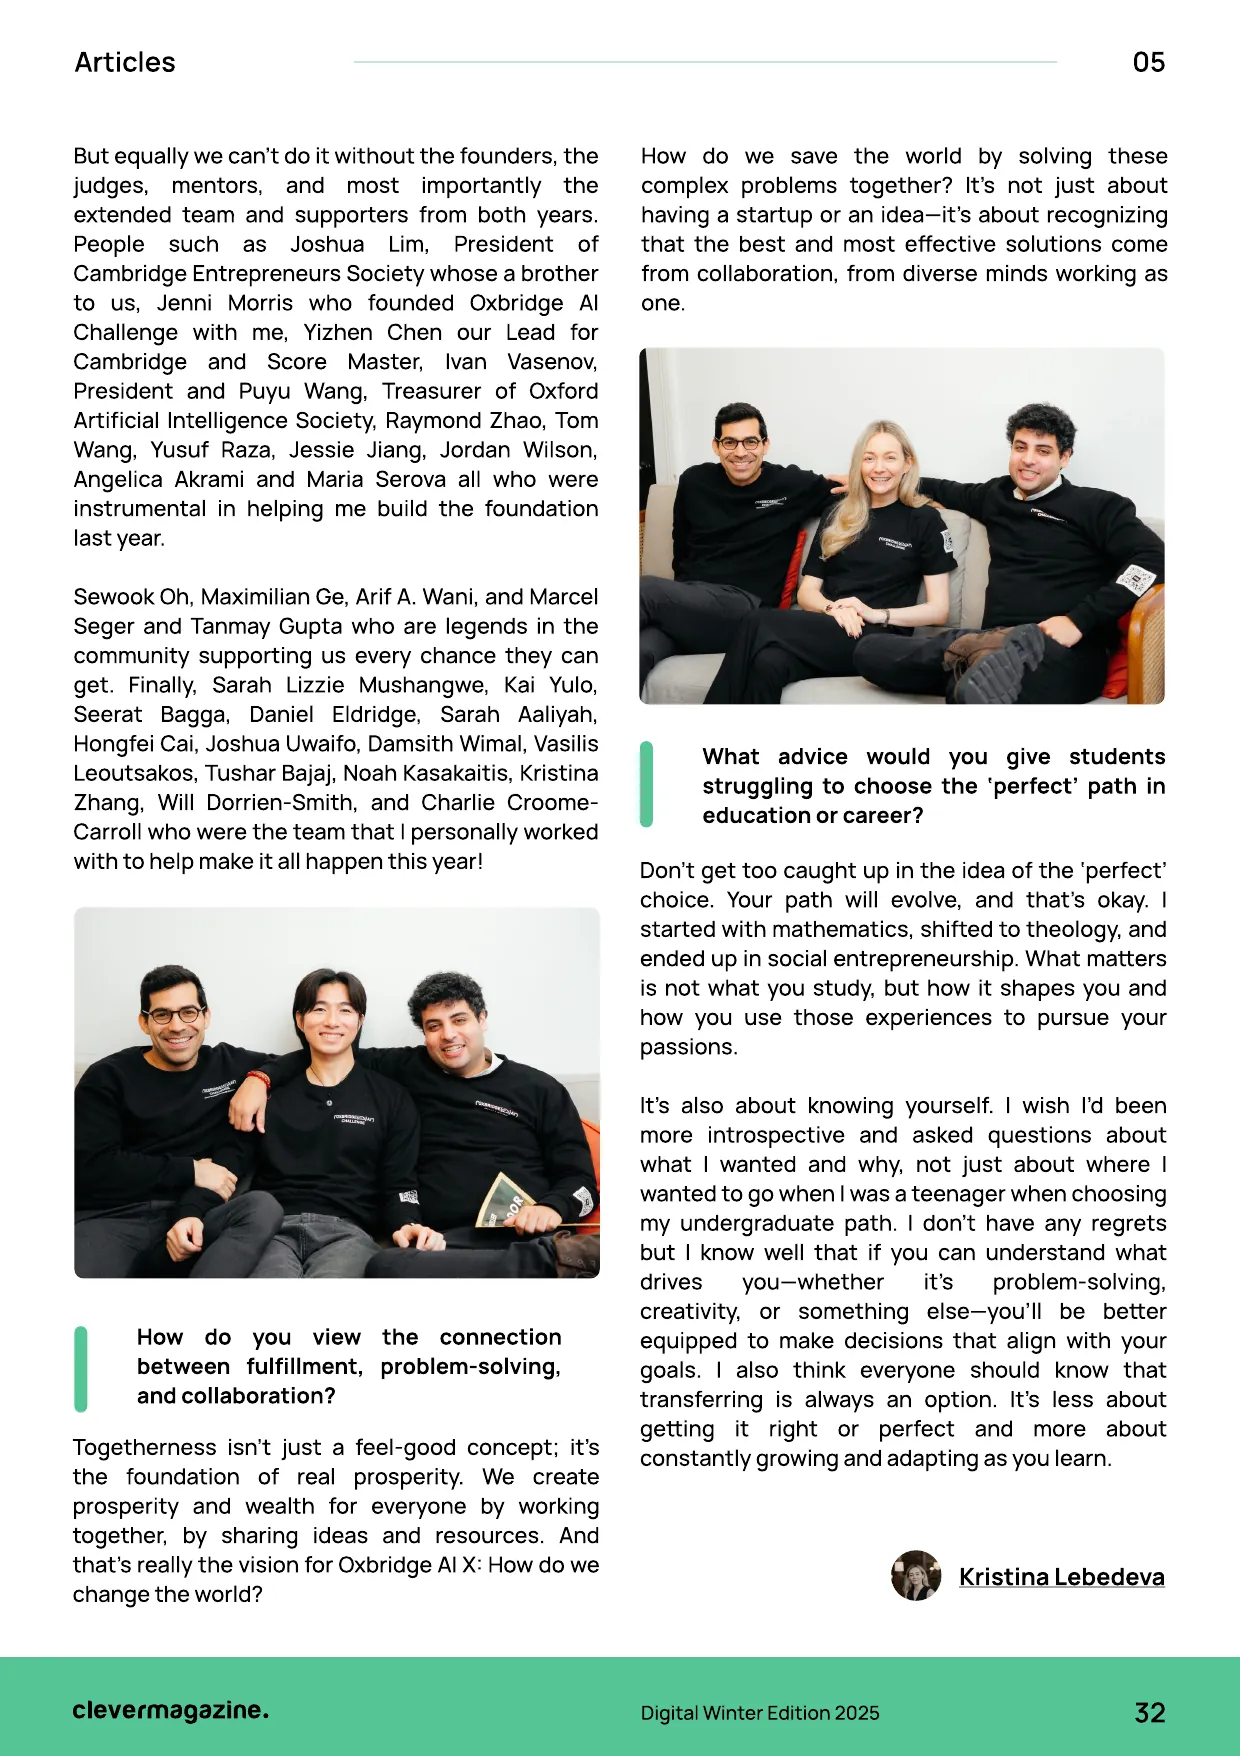 Articles
05
But equally we can't do it without the founders, the
judges, mentors, and most importantly the
extended team and supporters from both years.
People such as Joshua Lim, President of
Cambridge Entrepreneurs Society whose a brother
to us, Jenni Morris who founded Oxbridge AI
Challenge with me, Yizhen Chen our Lead for
Cambridge and Score Master, Ivan Vasenov,
President and Puyu Wang, Treasurer of Oxford
Artificial Intelligence Society, Raymond Zhao, Tom
Wang, Yusuf Raza, Jessie Jiang, Jordan Wilson,
Angelica Akrami and Maria Serova all who were
instrumental in helping me build the foundation
last year.
Sewook Oh, Maximilian Ge, Arif A. Wani, and Marcel
Seger and Tanmay Gupta who are legends in the
community supporting us every chance they can
get. Finally, Sarah Lizzie Mushangwe, Kai Yulo,
Seerat Bagga, Daniel Eldridge, Sarah Aaliyah,
Hongfei Cai, Joshua Uwaifo, Damsith Wimal, Vasilis
Leoutsakos, Tushar Bajaj, Noah Kasakaitis, Kristina
Zhang, Will Dorrien-Smith, and Charlie Croome-
Carroll who were the team that I personally worked
with to help make it all happen this year!
How do you view the connection
between fulfillment, problem-solving,
and collaboration?
Togetherness isn't just a feel-good concept; it's
the foundation of real prosperity. We create
prosperity and wealth for everyone by working
together, by sharing ideas and resources. And
that's really the vision for Oxbridge AI X: How do we
change the world?
How do we save the world by solving these
complex problems together? It's not just about
having a startup or an idea—it's about recognizing
that the best and most effective solutions come
from collaboration, from diverse minds working as
one.
What advice would you give students
struggling to choose the 'perfect' path in
education or career?
Don't get too caught up in the idea of the 'perfect'
choice. Your path will evolve, and that's okay. I
started with mathematics, shifted to theology, and
ended up in social entrepreneurship. What matters
is not what you study, but how it shapes you and
how you use those experiences to pursue your
passions.
It's also about knowing yourself. I wish I'd been
more introspective and asked questions about
what I wanted and why, not just about where I
wanted to go when I was a teenager when choosing
my undergraduate path. I don't have any regrets
but I know well that if you can understand what
drives you—whether it's problem-solving,
creativity, or something else—you'll be better
equipped to make decisions that align with your
goals. I also think everyone should know that
transferring is always an option. It's less about
getting it right or perfect and more about
constantly growing and adapting as you learn.
Kristina Lebedeva
clevermagazine.
Digital Winter Edition 2025
32